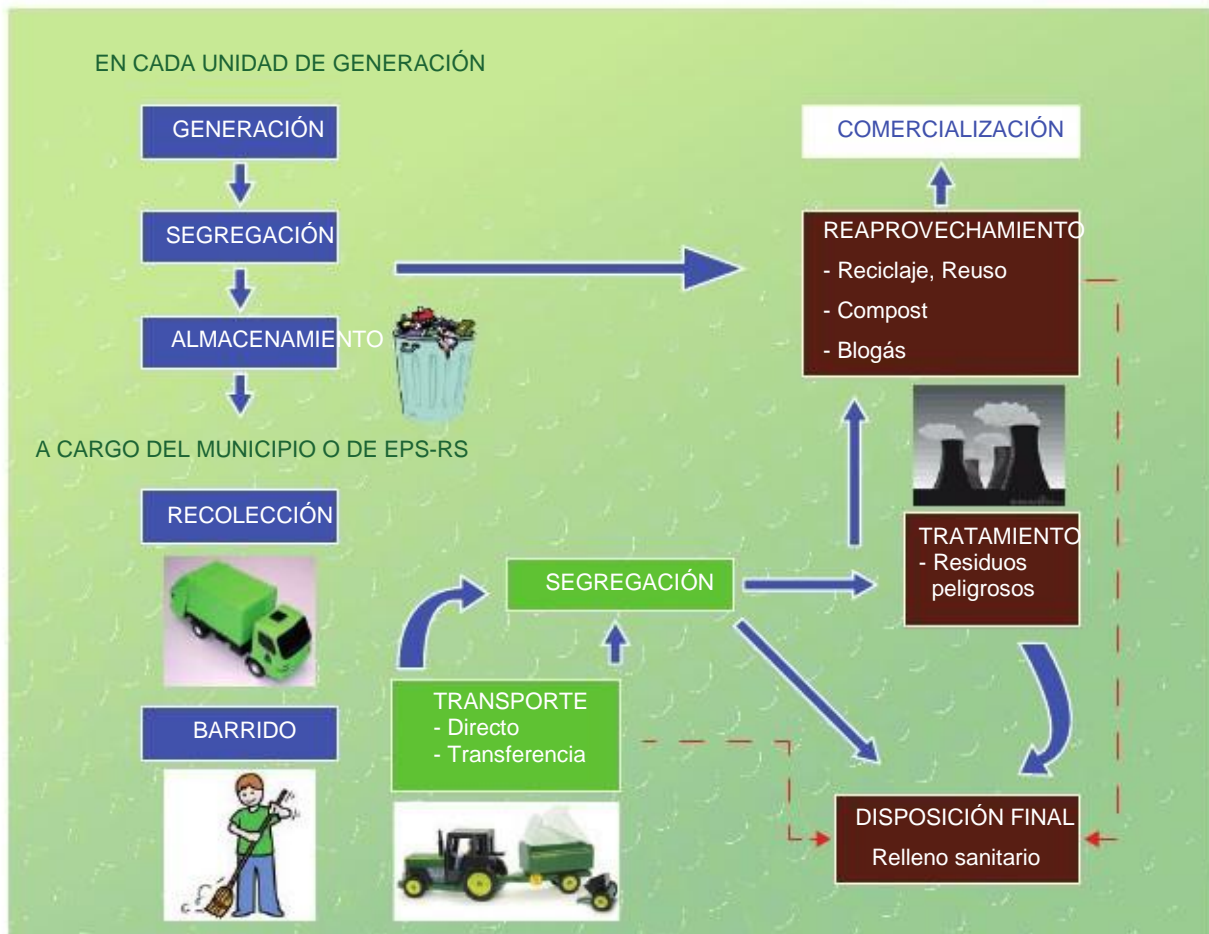 EN CADA UNIDAD DE GENERACIÓN
GENERACIÓN
SEGREGACIÓN
ALMACENAMIENTO
A CARGO DEL MUNICIPIO O DE EPS-RS
RECOLECCIÓN
BARRIDO
TRANSPORTE
- Directo
- Transferencia
SEGREGACIÓN
COMERCIALIZACIÓN
REAPROVECHAMIENTO
- Reciclaje, Reuso
- Compost
- Blogás
TRATAMIENTO
- Residuos
peligrosos
DISPOSICIÓN FINAL
Relleno sanitario